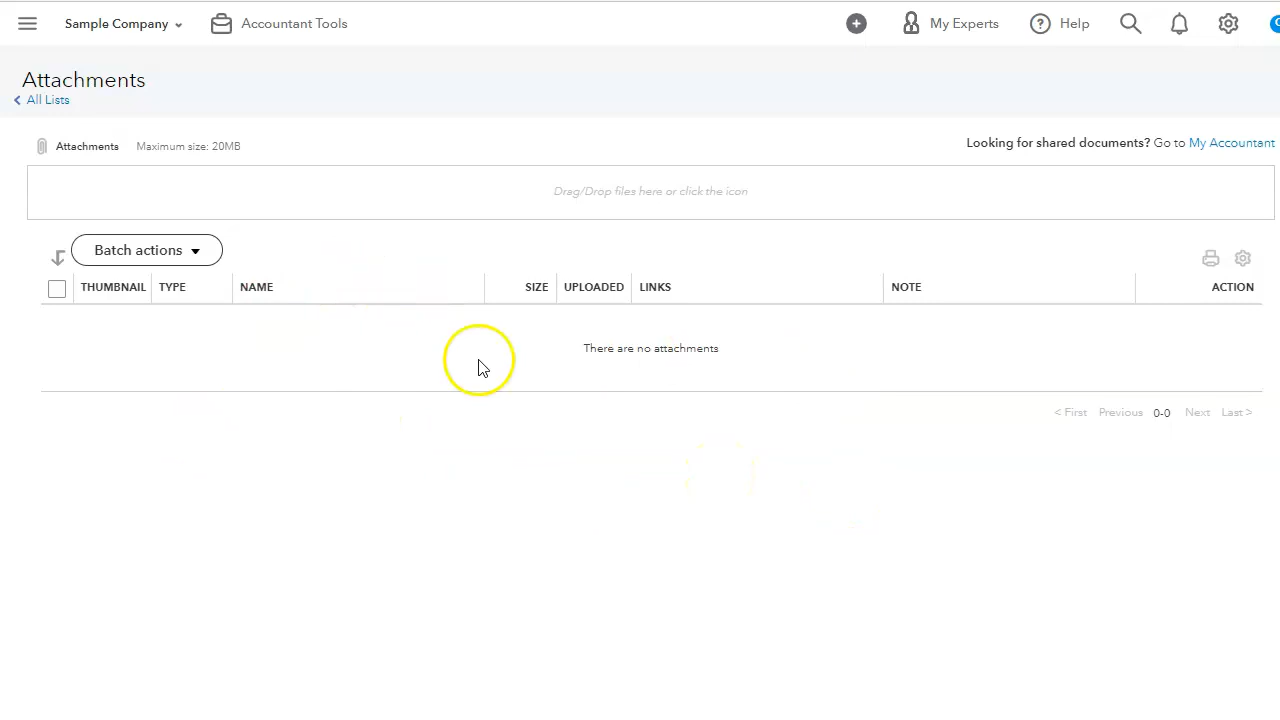 Sample Company
Accountant Tools
My Experts
Help
Attachments
All Lists
Attachments
Maximum size: 20MB
Looking for shared documents? Go to My Accountant
Drag/Drop files here or click the icon
Batch actions
THUMBNAIL
TYPE
NAME
SIZE
UPLOADED
LINKS
NOTE
ACTION
There are no attachments
< First
Previous
0-0
Next
Last >